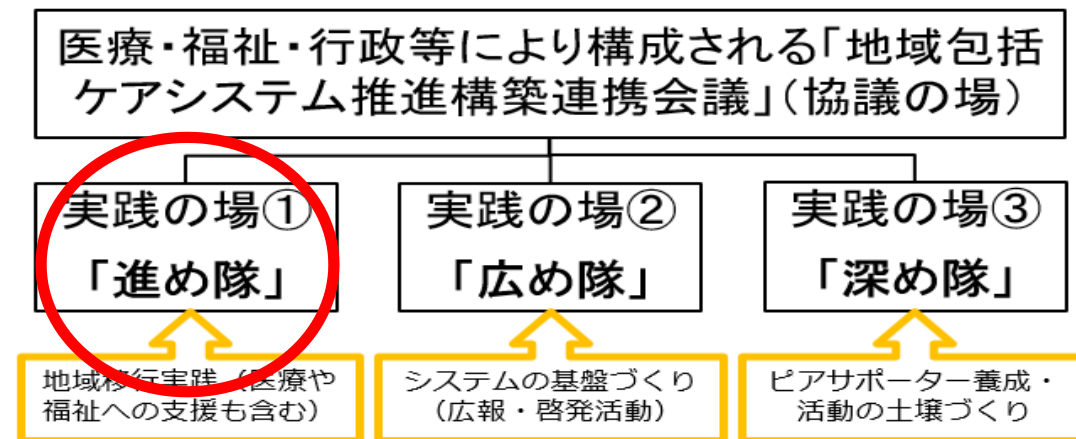 医療・福祉・行政等により構成される「地域包括
ケアシステム推進構築連携会議」（協議の場）
実践の場①
「進め隊」
実践の場②
「広め隊」
実践の場③
「深め隊」
地域移行実践（医療や
福祉への支援も含む）
システムの基盤づくり
（広報・啓発活動）
ピアサポーター養成・
活動の土壌づくり